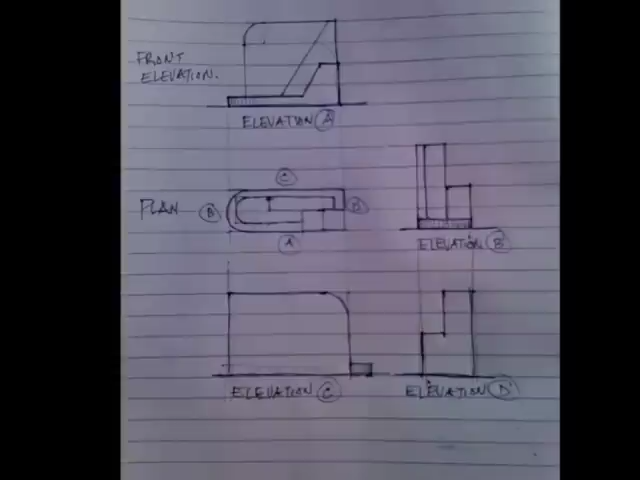 FRONT
ELEVATION.
ELEVATION A
C
PLAN
B
A
ELEVATION B
ELEVATION C
ELEVATION D